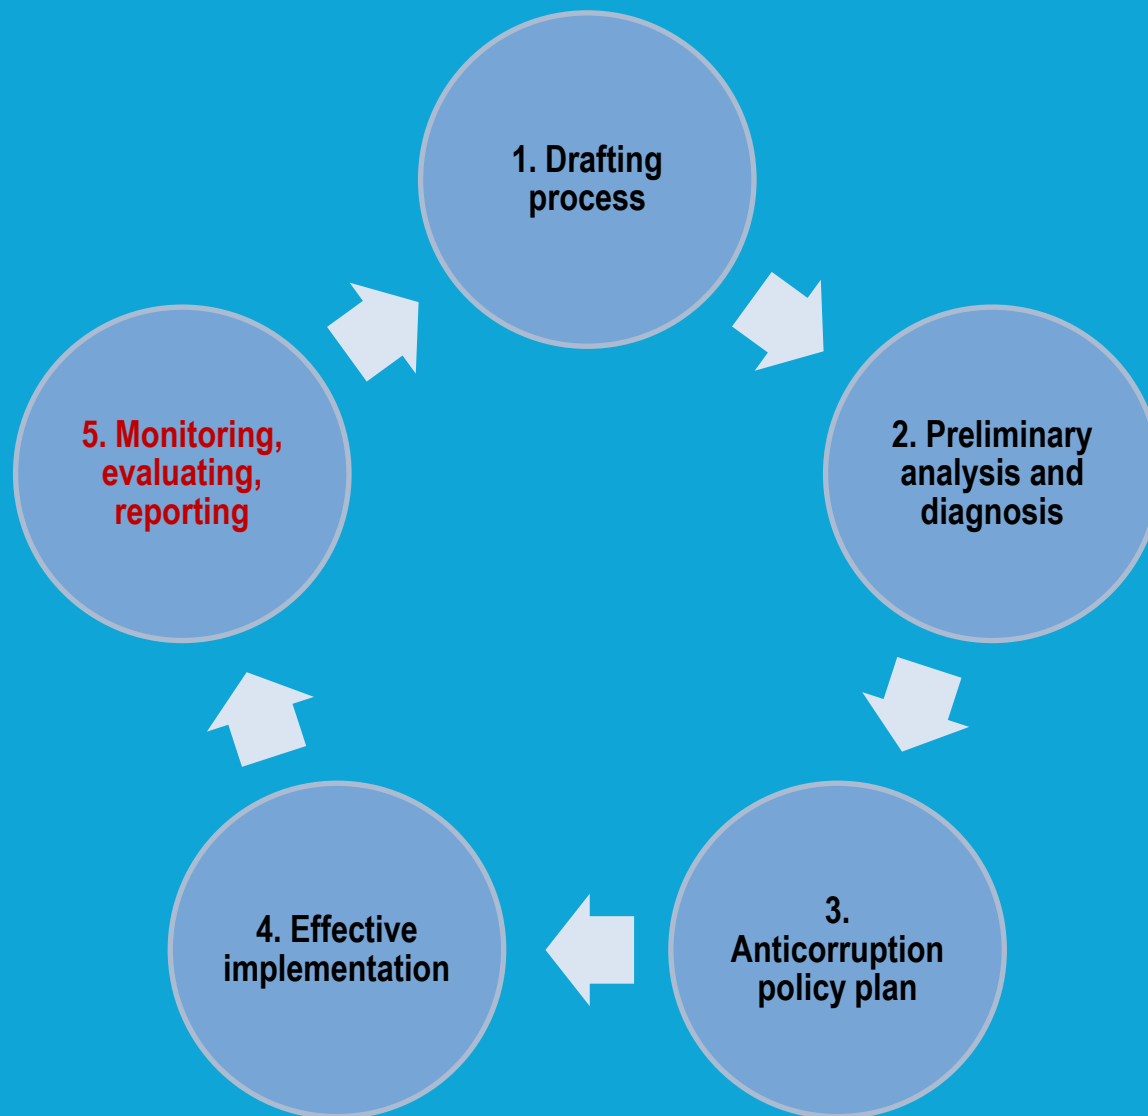 1. Drafting
process
2. Preliminary
analysis and
diagnosis
3.
Anticorruption
policy plan
4. Effective
implementation
5. Monitoring,
evaluating,
reporting